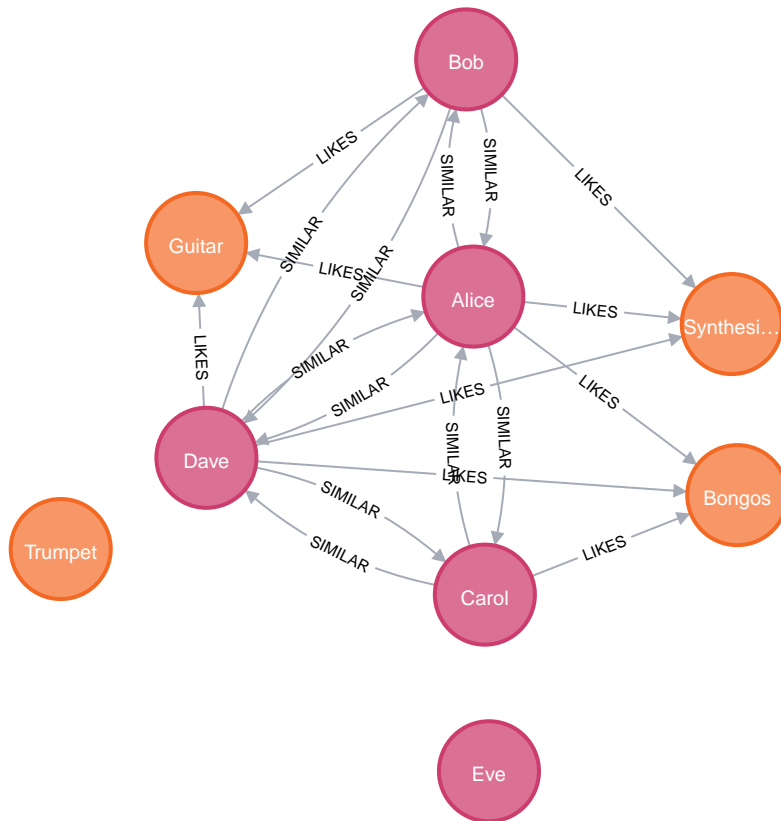 Bob
LIKES
SIMILAR
SIMILAR
LIKES
SIMILAR
Guitar
SIMILAR
LIKES
Alice
LIKES
Synthesi…
LIKES
SIMILAR
LIKES
SIMILAR
LIKES
SIMILAR
SIMILAR
Dave
LIKES
Bongos
SIMILAR
Trumpet
SIMILAR
LIKES
Carol
Eve